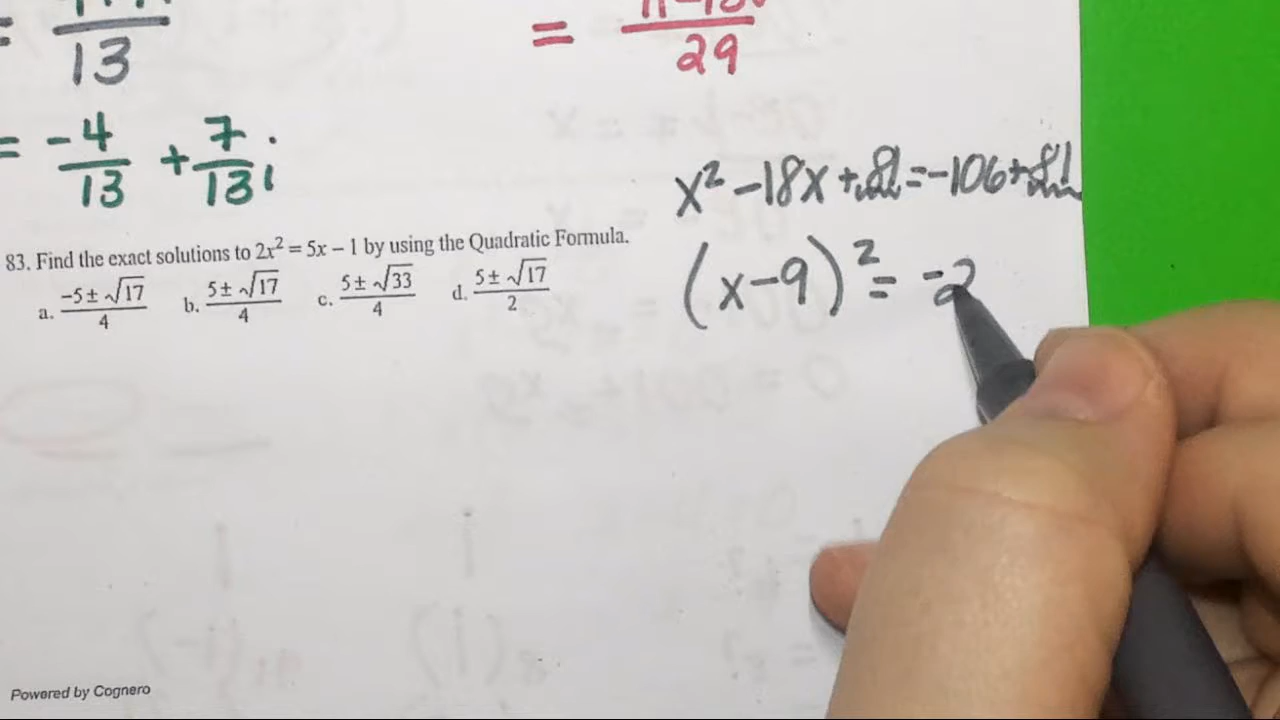 = 13
= 29
= -4/13 + 7/13 i
x² - 18x + 81 = -106 + 81
(x - 9)² = -2
83. Find the exact solutions to 2x² = 5x – 1 by using the Quadratic Formula.
a. (-5 ± √17)/4 b. (5 ± √17)/4 c. (5 ± √33)/4 d. (5 ± √17)/2
Powered by Cognero